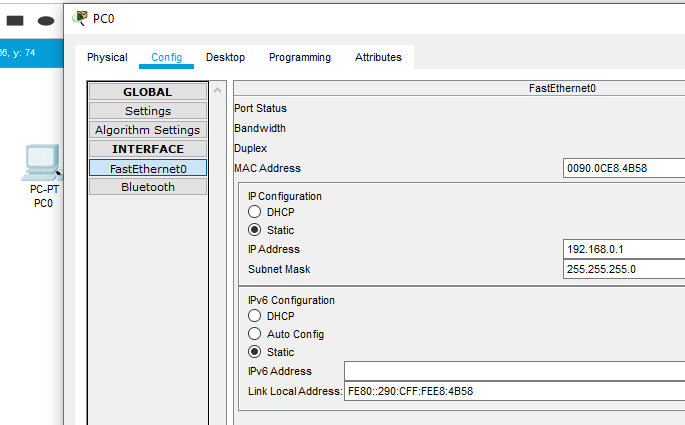 PC0
66, y: 74
Physical Config Desktop Programming Attributes
GLOBAL
Settings
Algorithm Settings
INTERFACE
FastEthernet0
Bluetooth
PC-PT
PC0
FastEthernet0
Port Status
Bandwidth
Duplex
MAC Address 0090.0CE8.4B58
IP Configuration
DHCP
Static
IP Address 192.168.0.1
Subnet Mask 255.255.255.0
IPv6 Configuration
DHCP
Auto Config
Static
IPv6 Address
Link Local Address: FE80::290:CFF:FEE8:4B58